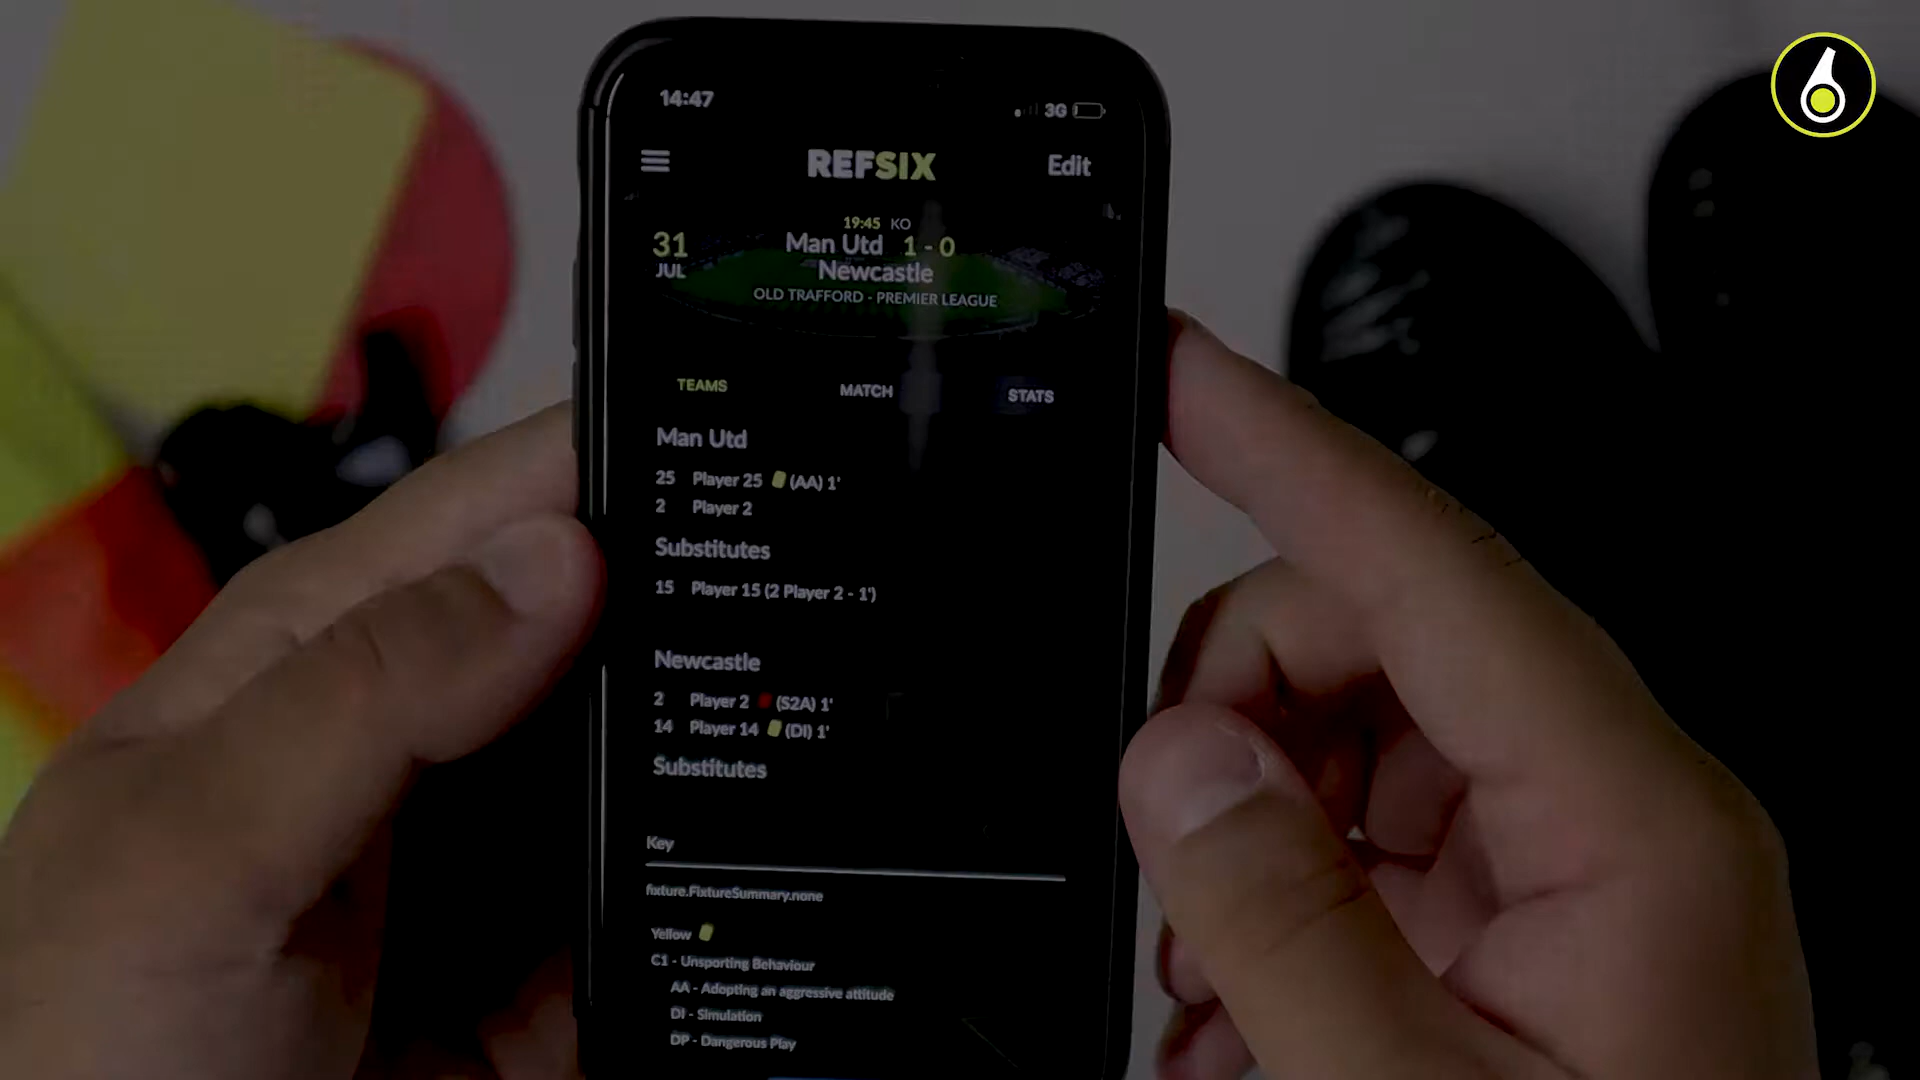 14:47
3G
REFSIX
Edit
19:45 KO
31
JUL
Man Utd 1 - 0
Newcastle
OLD TRAFFORD - PREMIER LEAGUE
TEAMS
MATCH
STATS
Man Utd
25 Player 25 (AA) 1'
2 Player 2
Substitutes
15 Player 15 (2 Player 2 - 1')
Newcastle
2 Player 2 (S2A) 1'
14 Player 14 (DI) 1'
Substitutes
Key
fixture.FixtureSummary.none
Yellow
C1 - Unsporting Behaviour
AA - Adopting an aggressive attitude
DI - Simulation
DP - Dangerous Play